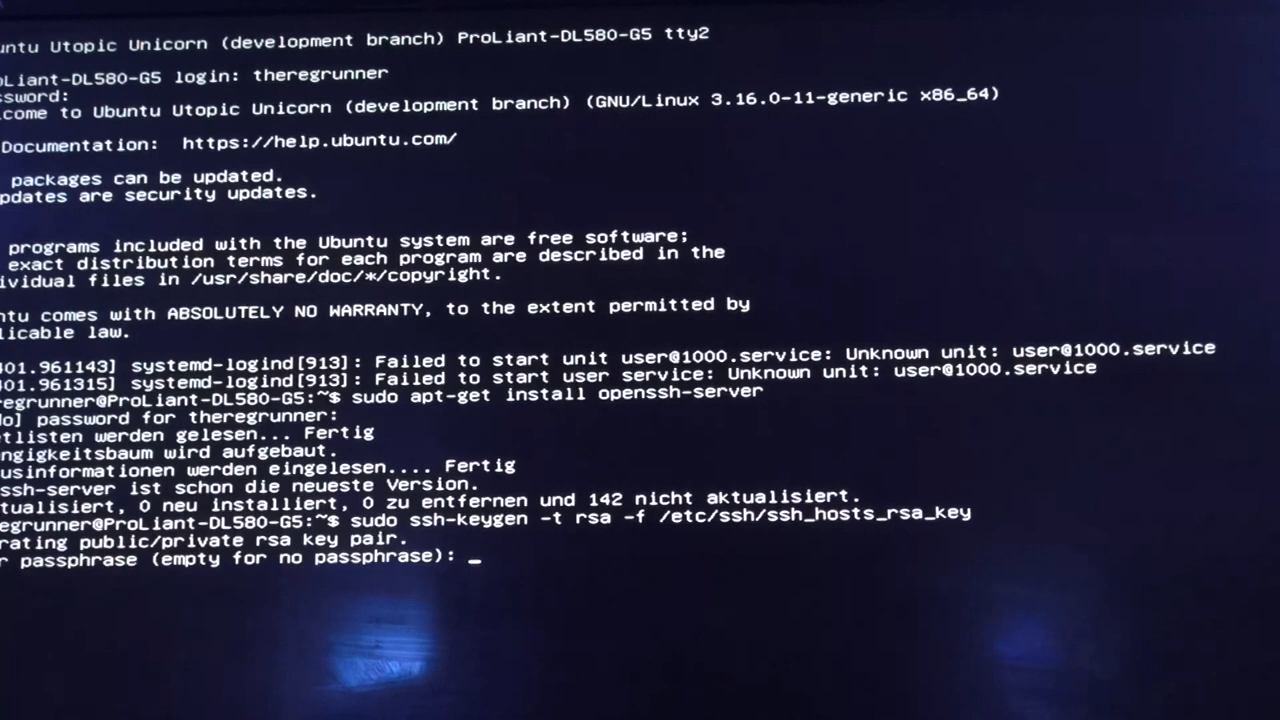 untu Utopic Unicorn (development branch) ProLiant-DL580-G5 tty2
oLiant-DL580-G5 login: theregrunner
ssword:
come to Ubuntu Utopic Unicorn (development branch) (GNU/Linux 3.16.0-11-generic x86_64)
Documentation:  https://help.ubuntu.com/
packages can be updated.
pdates are security updates.
programs included with the Ubuntu system are free software;
exact distribution terms for each program are described in the
ividual files in /usr/share/doc/*/copyright.
ntu comes with ABSOLUTELY NO WARRANTY, to the extent permitted by
licable law.
401.961143] systemd-logind[913]: Failed to start unit user@1000.service: Unknown unit: user@1000.service
401.961315] systemd-logind[913]: Failed to start user service: Unknown unit: user@1000.service
regrunner@ProLiant-DL580-G5:~$ sudo apt-get install openssh-server
do] password for theregrunner:
etlisten werden gelesen... Fertig
ngigkeitsbaum wird aufgebaut.
usinformationen werden eingelesen.... Fertig
ssh-server ist schon die neueste Version.
tualisiert, 0 neu installiert, 0 zu entfernen und 142 nicht aktualisiert.
egrunner@ProLiant-DL580-G5:~$ sudo ssh-keygen -t rsa -f /etc/ssh/ssh_hosts_rsa_key
rating public/private rsa key pair.
r passphrase (empty for no passphrase): _